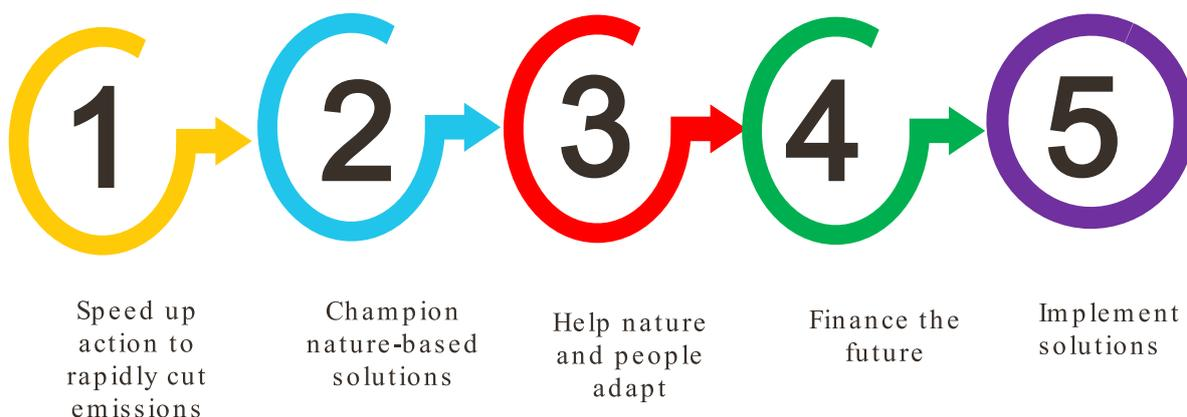 1
2
3
4
5
Speed up
action to
rapidly cut
emissions
Champion
nature-based
solutions
Help nature
and people
adapt
Finance the
future
Implement
solutions